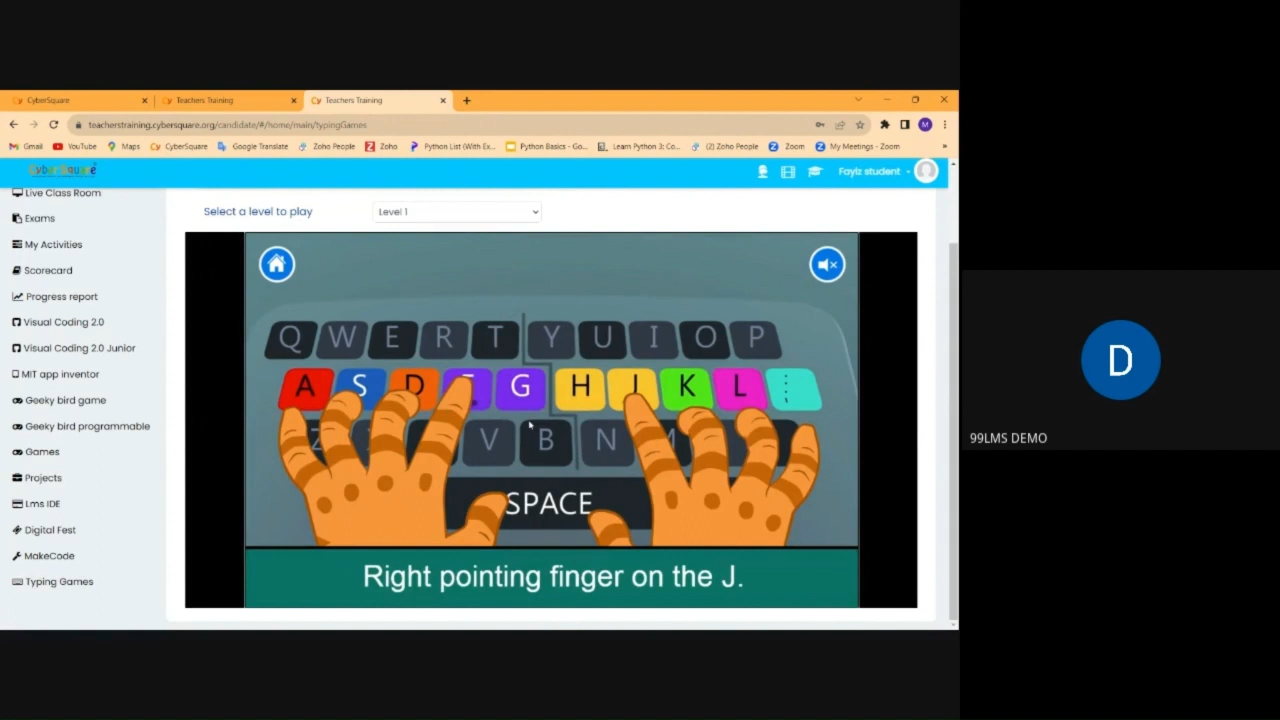 CyberSquare
Teachers Training
Teachers Training
teacherstraining.cybersquare.org/candidate/#/home/main/typingGames
M
Gmail YouTube Maps CyberSquare Google Translate Zoho People Zoho Python List (With Ex... Python Basics - Go... Learn Python 3: Co... (2) Zoho People Zoom My Meetings - Zoom »
CyberSquare
Fayiz student
Live Class Room
Exams
My Activities
Scorecard
Progress report
Visual Coding 2.0
Visual Coding 2.0 Junior
MIT app inventor
Geeky bird game
Geeky bird programmable
Games
Projects
Lms IDE
Digital Fest
MakeCode
Typing Games
Select a level to play
Level 1
Q W E R T Y U I O P
A S D G H J K L
Z V B N M
SPACE
Right pointing finger on the J.
D
99LMS DEMO